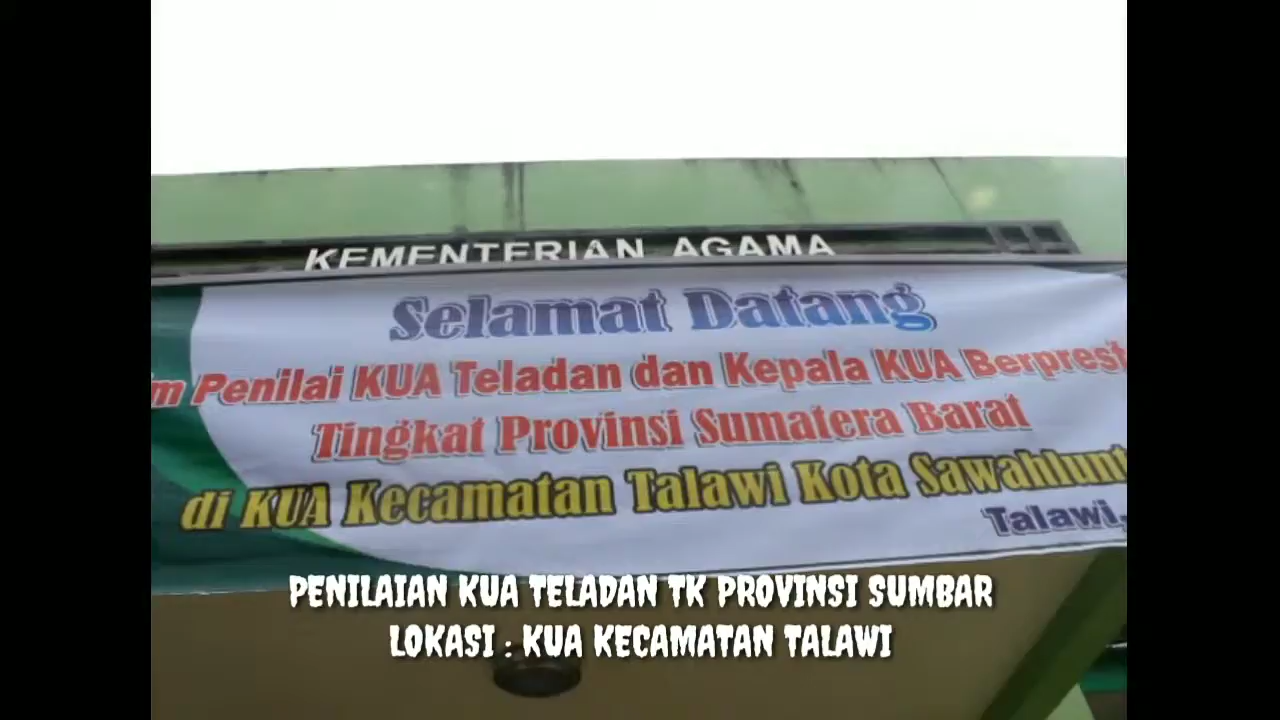 KEMENTERIAN AGAMA
Selamat Datang
Penilai KUA Teladan dan Kepala KUA
Tingkat Provinsi Sumatera Barat
di KUA Kecamatan Talawi Kota Sawahlunt
Talawi,
PENILAIAN KUA TELADAN TK PROVINSI SUMBAR
LOKASI : KUA KECAMATAN TALAWI